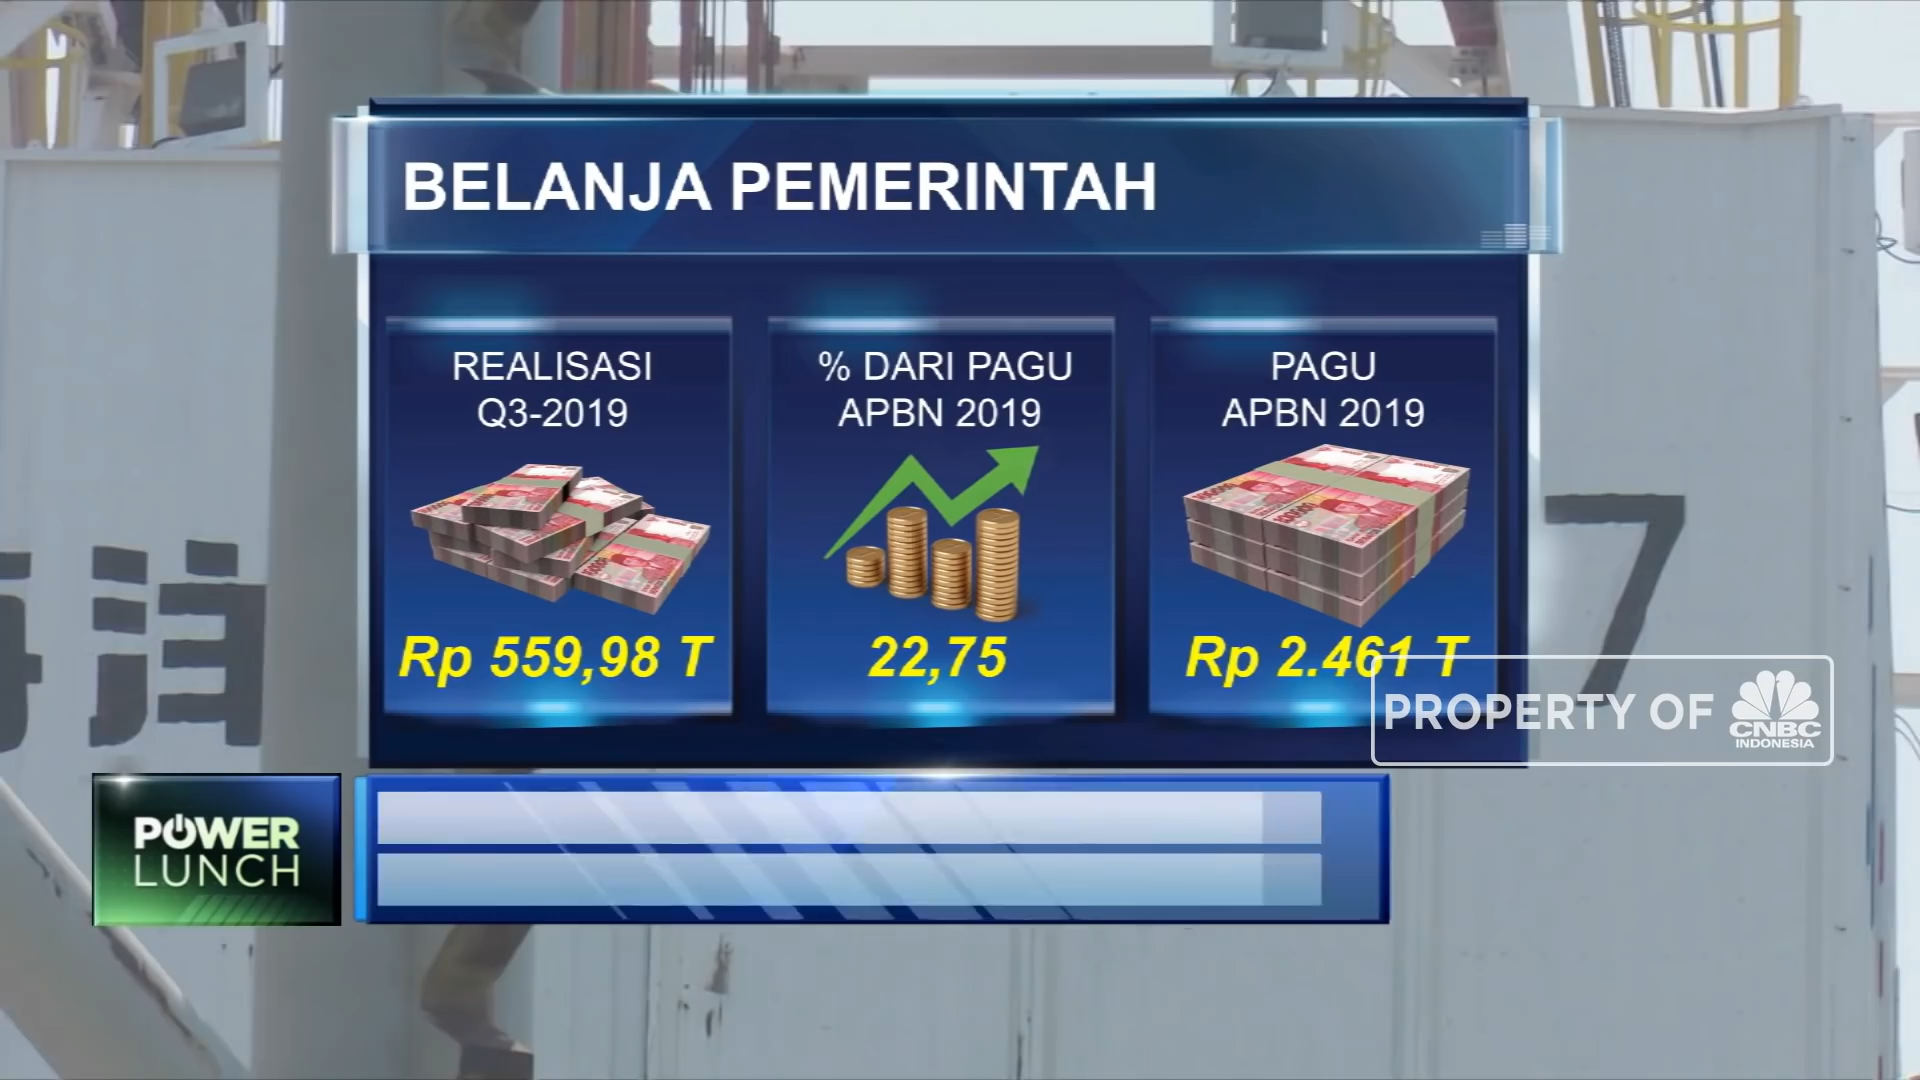 BELANJA PEMERINTAH
REALISASI
Q3-2019
Rp 559,98 T
% DARI PAGU
APBN 2019
22,75
PAGU
APBN 2019
Rp 2.461 T
7
PROPERTY OF
CNBC
INDONESIA
POWER
LUNCH